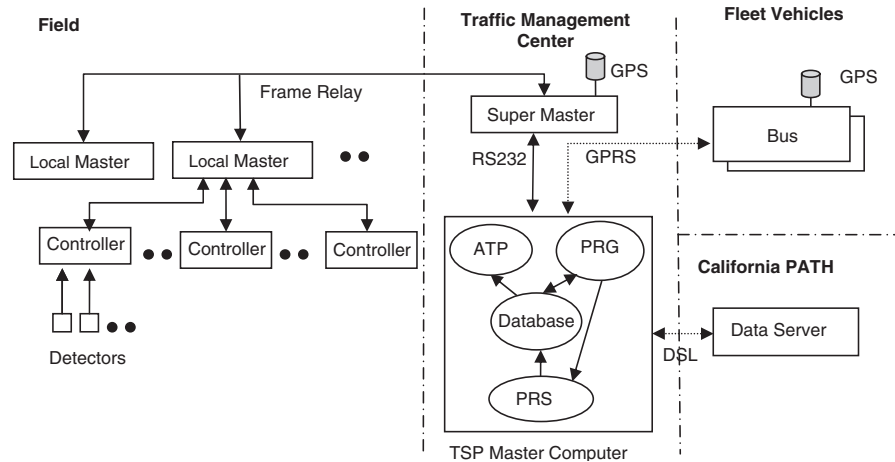 Field
Traffic Management
Center
Fleet Vehicles
GPS
GPS
Frame Relay
Super Master
Bus
Local Master
Local Master
RS232
GPRS
Controller
Controller
Controller
ATP
PRG
California PATH
Database
Data Server
DSL
Detectors
PRS
TSP Master Computer